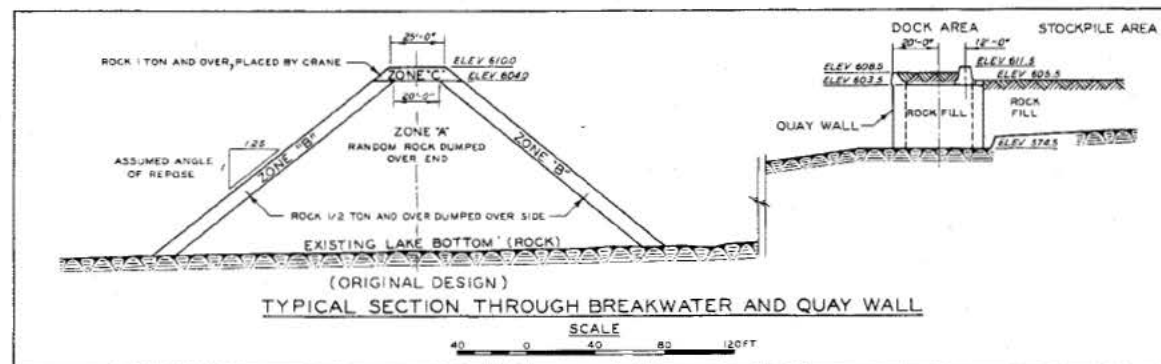 DOCK AREA
STOCKPILE AREA
25'-0"
20'-0"
12'-0"
ROCK 1 TON AND OVER, PLACED BY CRANE
ELEV 610.0
ZONE "C"
ELEV 604.0
ELEV 608.5
ELEV 603.5
ELEV 611.5
ELEV 605.5
20'-0"
ZONE "A"
RANDOM ROCK DUMPED
OVER END
QUAY WALL
ROCK FILL
ROCK
FILL
1.25
1
ASSUMED ANGLE
OF REPOSE
ZONE "B"
ZONE "B"
ELEV 574.5
ROCK 1/2 TON AND OVER DUMPED OVER SIDE
EXISTING LAKE BOTTOM (ROCK)
(ORIGINAL DESIGN)
TYPICAL SECTION THROUGH BREAKWATER AND QUAY WALL
SCALE
40 0 40 80 120 FT